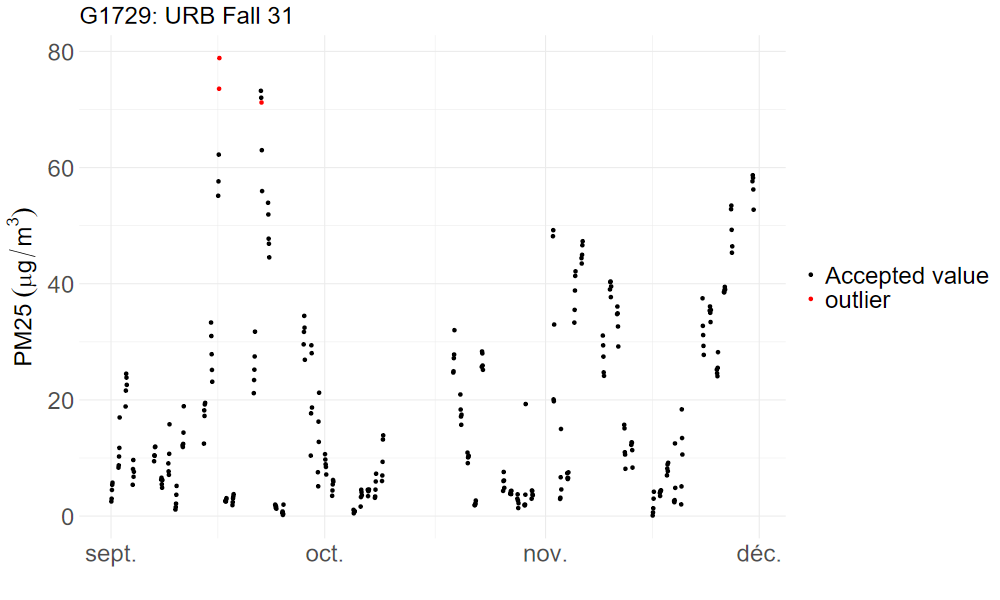 G1729: URB Fall 31
80
60
40
20
0
PM25 (μg/m³)
sept.
oct.
nov.
déc.
Accepted value
outlier